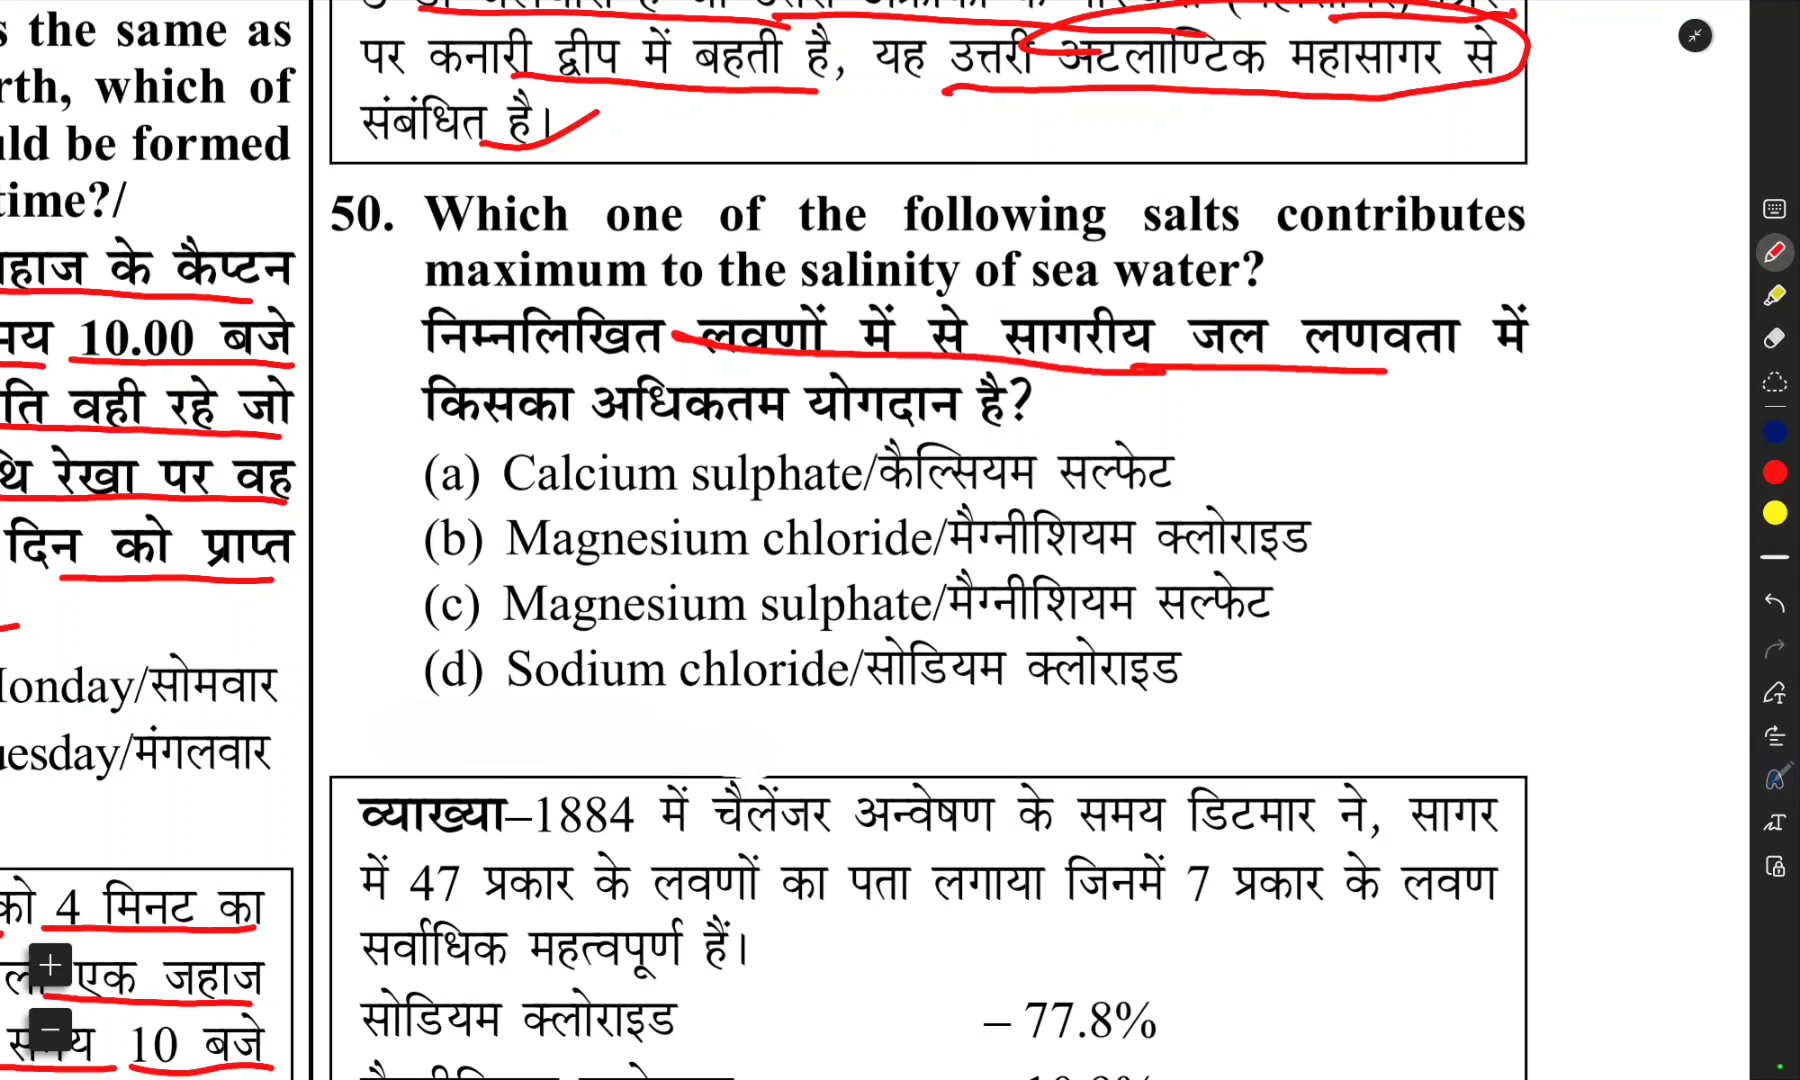 s the same as
rth, which of
uld be formed
time?/
हाज के कैप्टन
मय 10.00 बजे
ति वही रहे जो
थि रेखा पर वह
दिन को प्राप्त
Monday/सोमवार
uesday/मंगलवार
को 4 मिनट का
एक जहाज
समय 10 बजे
पर कनारी द्वीप में बहती है, यह उत्तरी अटलाण्टिक महासागर से
संबंधित है।
50. Which one of the following salts contributes
maximum to the salinity of sea water?
निम्नलिखित लवणों में से सागरीय जल लणवता में
किसका अधिकतम योगदान है?
(a) Calcium sulphate/कैल्सियम सल्फेट
(b) Magnesium chloride/मैग्नीशियम क्लोराइड
(c) Magnesium sulphate/मैग्नीशियम सल्फेट
(d) Sodium chloride/सोडियम क्लोराइड
व्याख्या–1884 में चैलेंजर अन्वेषण के समय डिटमार ने, सागर
में 47 प्रकार के लवणों का पता लगाया जिनमें 7 प्रकार के लवण
सर्वाधिक महत्वपूर्ण हैं।
सोडियम क्लोराइड – 77.8%